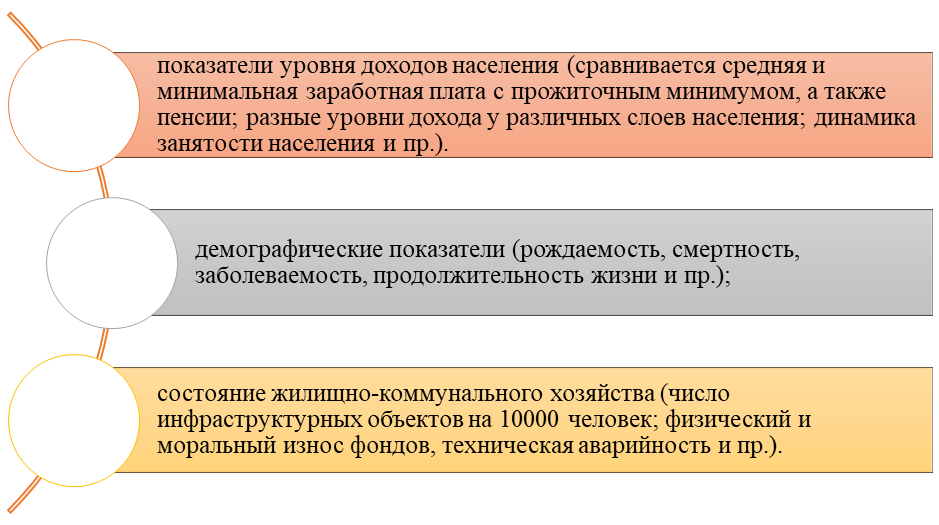 показатели уровня доходов населения (сравнивается средняя и
минимальная заработная плата с прожиточным минимумом, а также
пенсии; разные уровни дохода у различных слоев населения; динамика
занятости населения и пр.).
демографические показатели (рождаемость, смертность,
заболеваемость, продолжительность жизни и пр.);
состояние жилищно-коммунального хозяйства (число
инфраструктурных объектов на 10000 человек; физический и
моральный износ фондов, техническая аварийность и пр.).